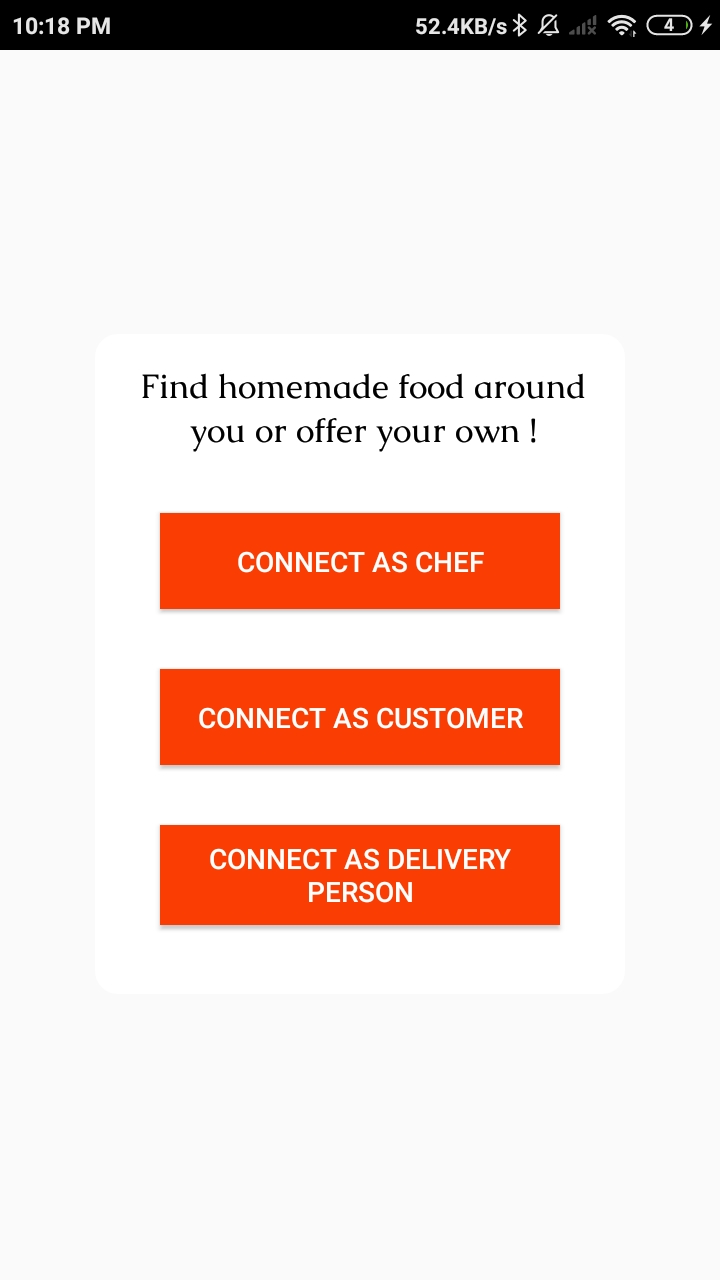 10:18 PM 52.4KB/s 4
Find homemade food around
you or offer your own !
CONNECT AS CHEF
CONNECT AS CUSTOMER
CONNECT AS DELIVERY
PERSON